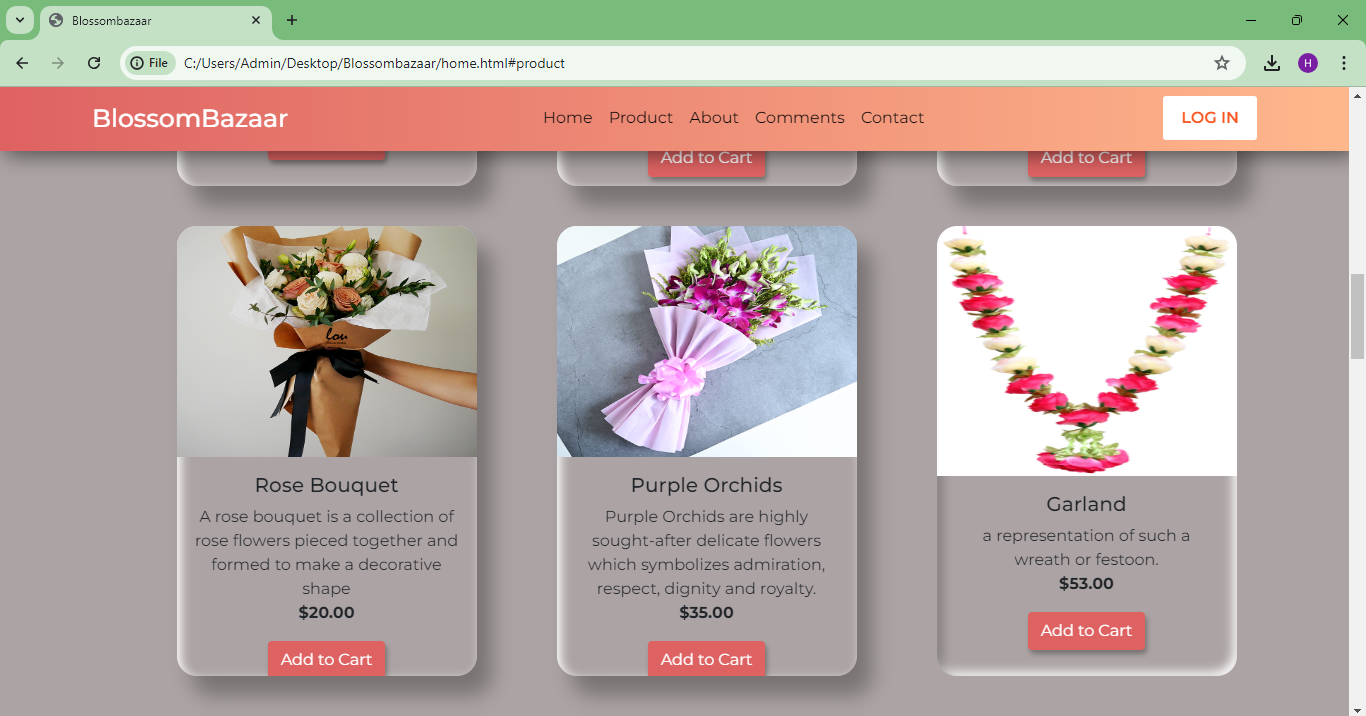 Blossombazaar
File
C:/Users/Admin/Desktop/Blossombazaar/home.html#product
H
BlossomBazaar
Home Product About Comments Contact
LOG IN
Add to Cart
Add to Cart
lou
Rose Bouquet
A rose bouquet is a collection of
rose flowers pieced together and
formed to make a decorative
shape
$20.00
Add to Cart
Purple Orchids
Purple Orchids are highly
sought-after delicate flowers
which symbolizes admiration,
respect, dignity and royalty.
$35.00
Add to Cart
Garland
a representation of such a
wreath or festoon.
$53.00
Add to Cart